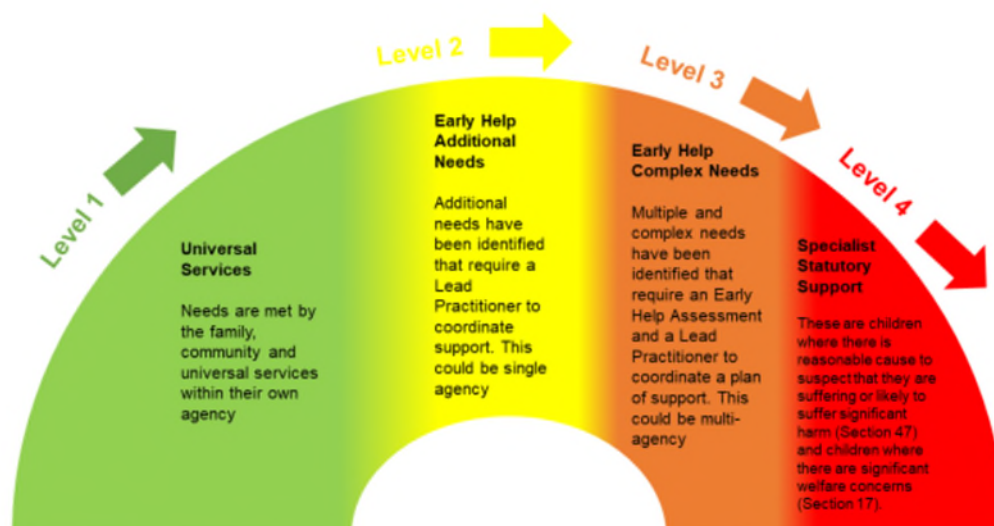 Level 1
Universal
Services
Needs are met by
the family,
community and
universal services
within their own
agency
Level 2
Early Help
Additional
Needs
Additional
needs have
been identified
that require a
Lead
Practitioner to
coordinate
support. This
could be single
agency
Level 3
Early Help
Complex Needs
Multiple and
complex needs
have been
identified that
require an Early
Help Assessment
and a Lead
Practitioner to
coordinate a plan
of support. This
could be multi-
agency
Level 4
Specialist
Statutory
Support
These are children
where there is
reasonable cause to
suspect that they are
suffering or likely to
suffer significant
harm (Section 47)
and children where
there are significant
welfare concerns
(Section 17).